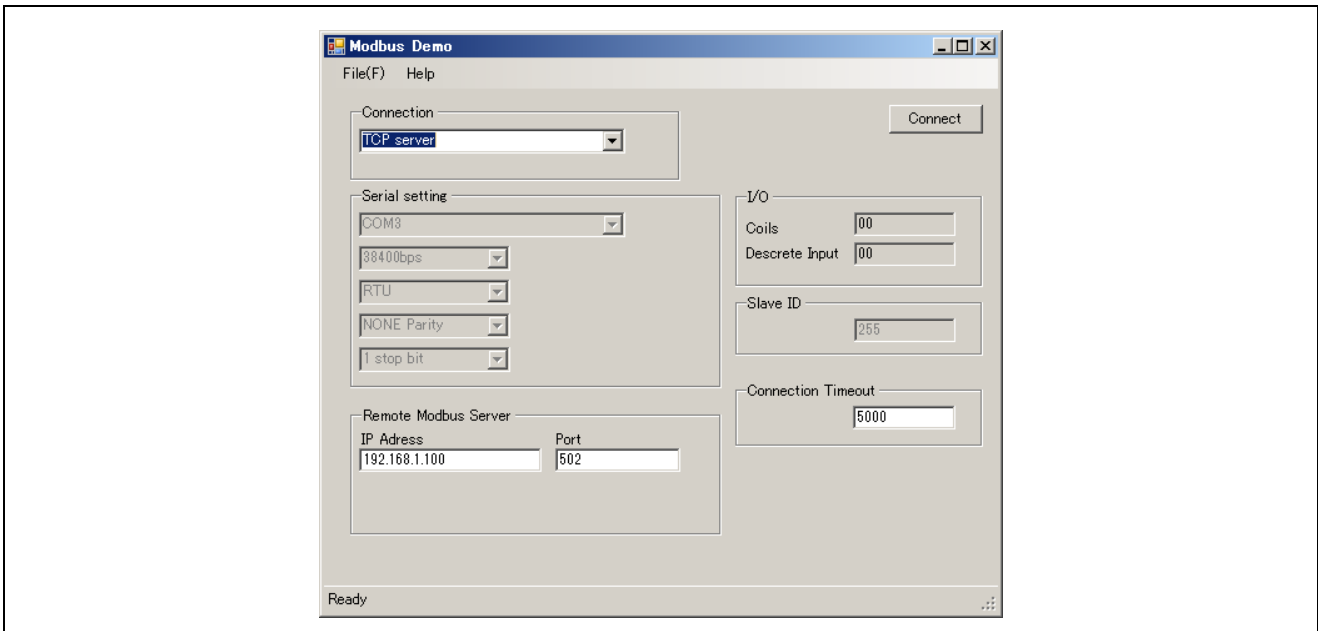 Modbus Demo
File(F) Help
Connection
TCP server
Connect
Serial setting
COM3
38400bps
RTU
NONE Parity
1 stop bit
I/O
Coils 00
Descrete Input 00
Slave ID
255
Connection Timeout
5000
Remote Modbus Server
IP Adress Port
192.168.1.100 502
Ready